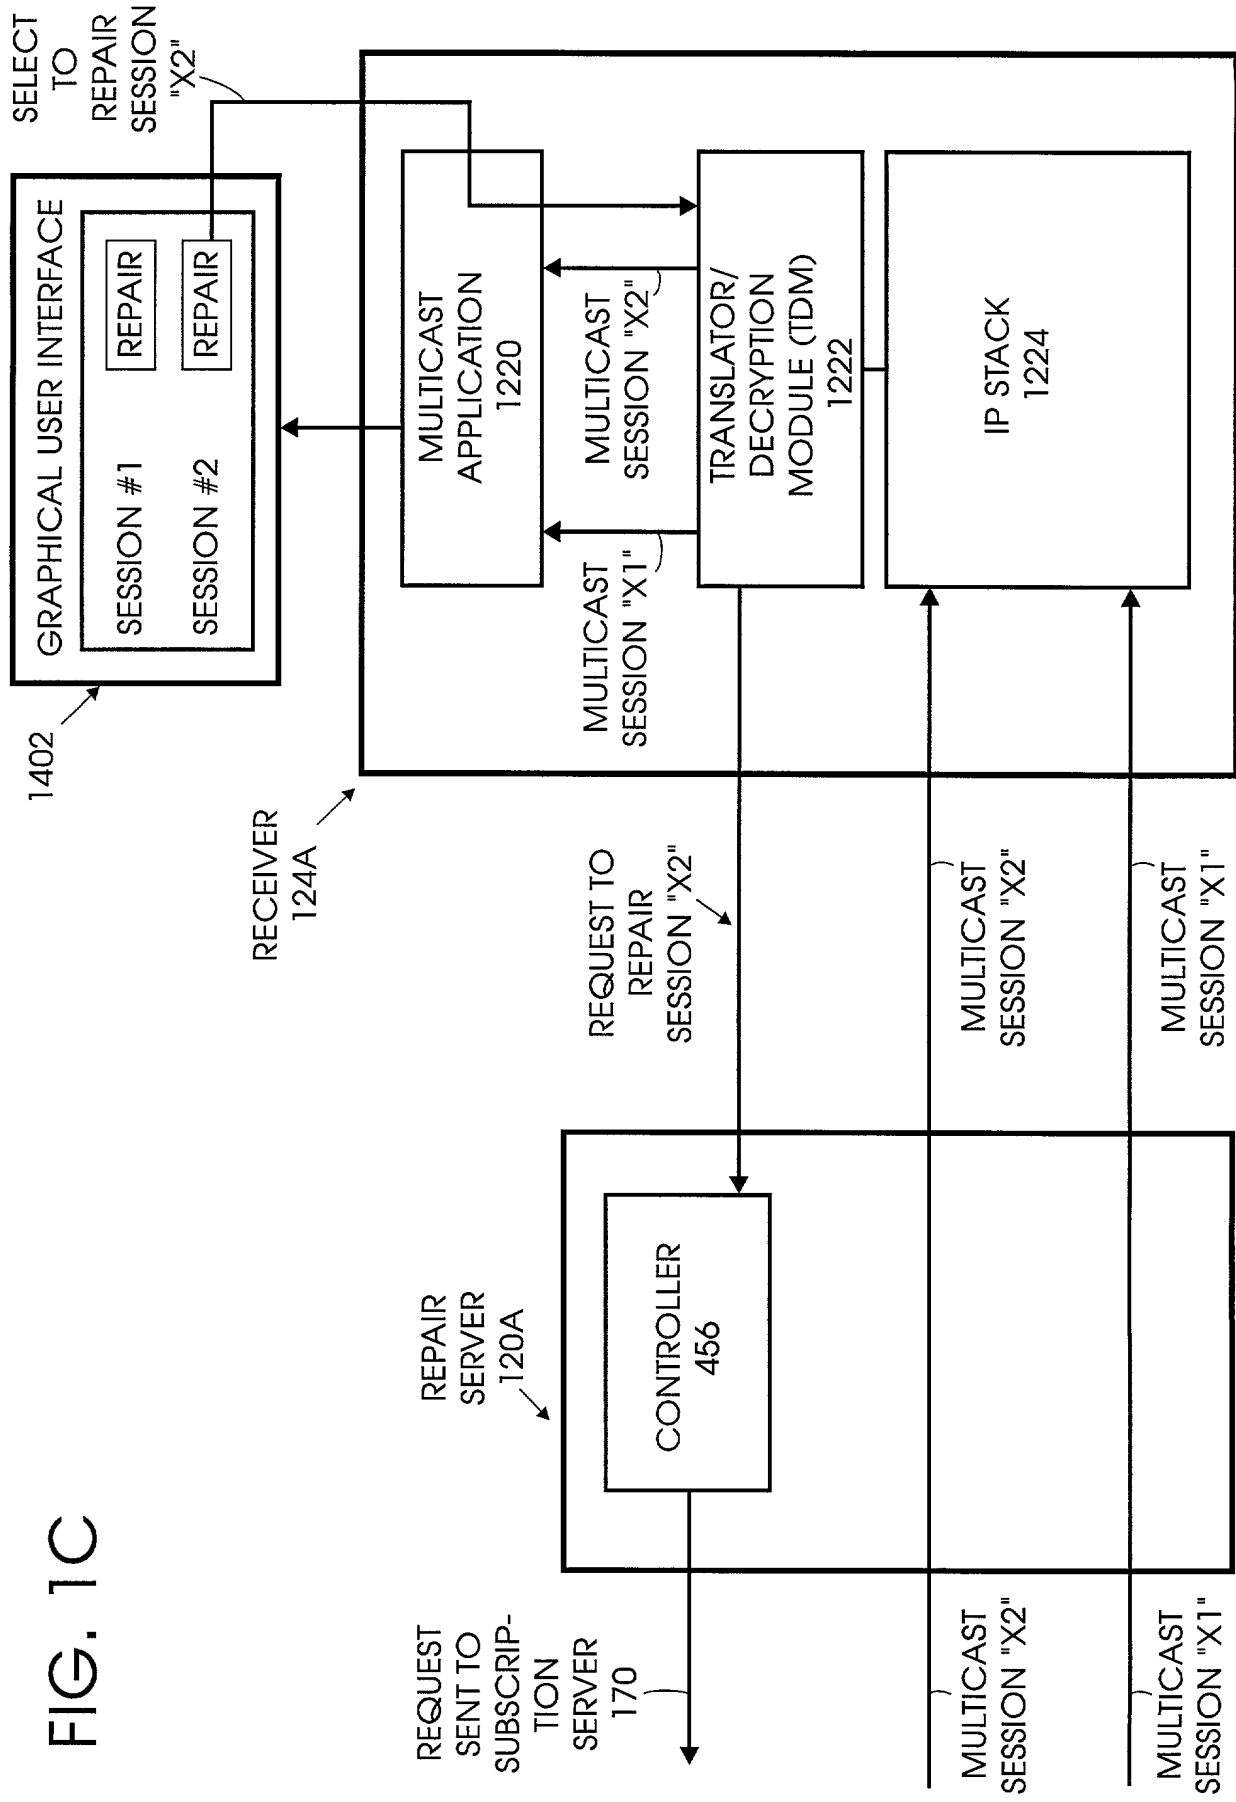 FIG. 1C
SELECT
TO
REPAIR
SESSION
"X2"
GRAPHICAL USER INTERFACE
SESSION #1
REPAIR
SESSION #2
REPAIR
1402
RECEIVER
124A
MULTICAST
APPLICATION
1220
MULTICAST
SESSION "X1"
MULTICAST
SESSION "X2"
TRANSLATOR/
DECRYPTION
MODULE (TDM)
1222
IP STACK
1224
REQUEST TO
REPAIR
SESSION "X2"
MULTICAST
SESSION "X2"
MULTICAST
SESSION "X1"
REPAIR
SERVER
120A
CONTROLLER
456
REQUEST
SENT TO
SUBSCRIP-
TION
SERVER
170
MULTICAST
SESSION "X2"
MULTICAST
SESSION "X1"